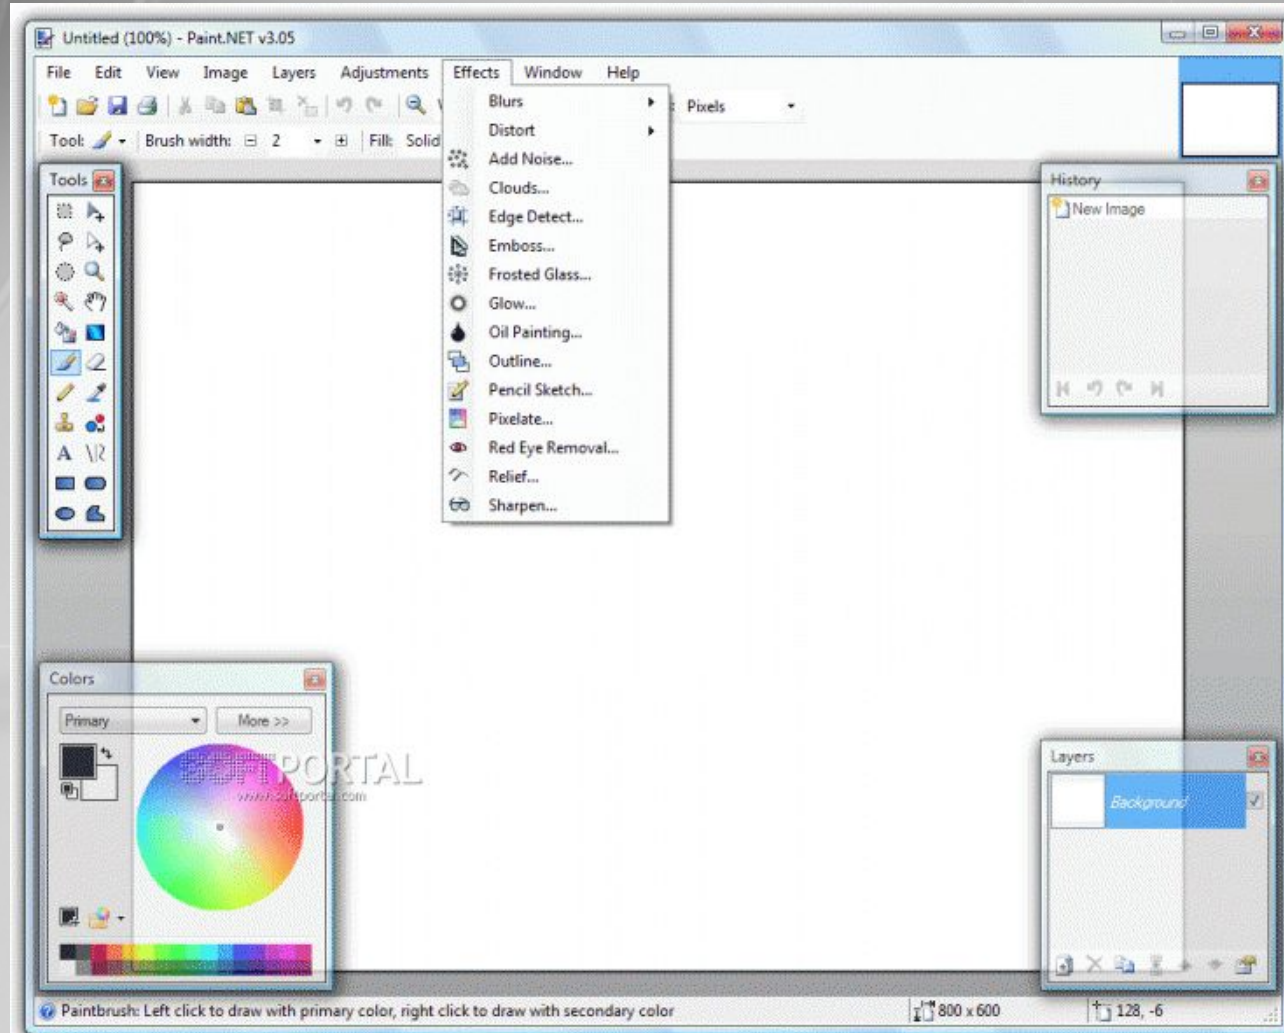 Untitled (100%) - Paint.NET v3.05
File Edit View Image Layers Adjustments Effects Window Help
Pixels
Tool: Brush width: 2 Fill: Solid
Blurs
Distort
Add Noise...
Clouds...
Edge Detect...
Emboss...
Frosted Glass...
Glow...
Oil Painting...
Outline...
Pencil Sketch...
Pixelate...
Red Eye Removal...
Relief...
Sharpen...
Tools
History
New Image
Colors
Primary More >>
SOFTPORTAL
www.softportal.com
Layers
Background
Paintbrush: Left click to draw with primary color, right click to draw with secondary color 800 x 600 128, -6